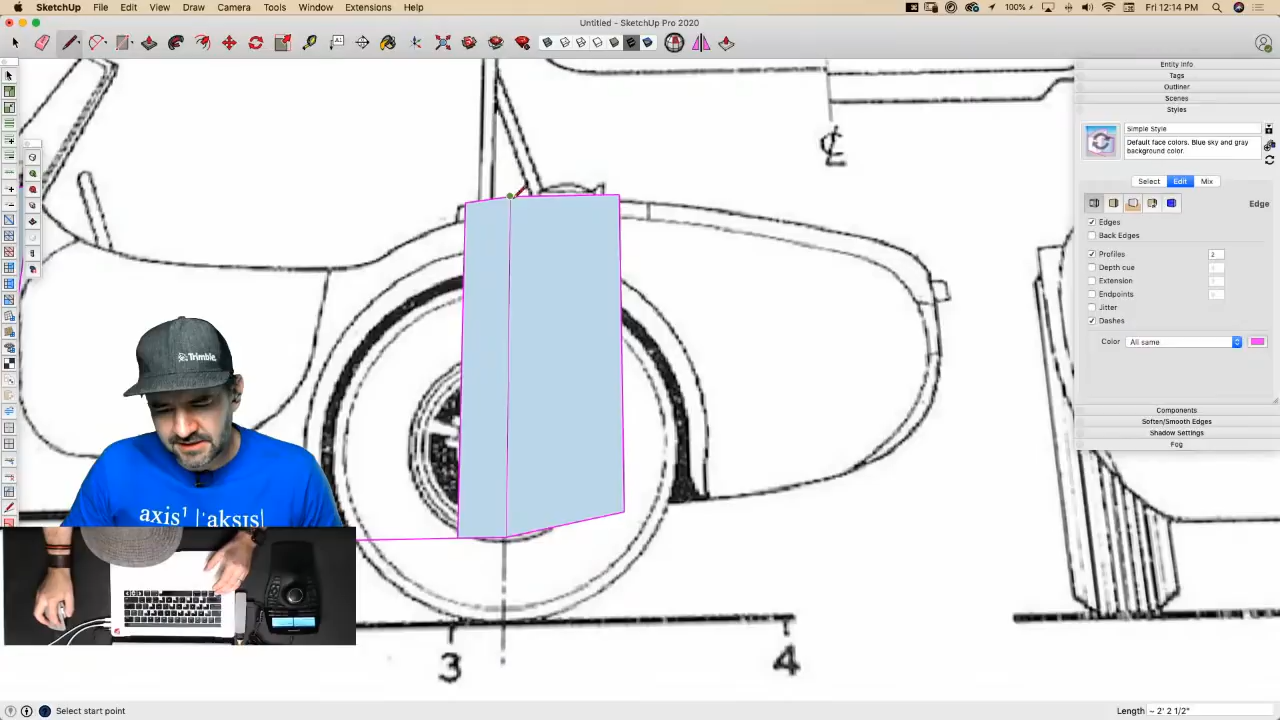 SketchUp File Edit View Draw Camera Tools Window Extensions Help
100% Fri 12:14 PM
Untitled - SketchUp Pro 2020
Entity Info
Tags
Outliner
Scenes
Styles
Simple Style
Default face colors. Blue sky and gray
background color.
Select Edit Mix
Edge
Edges
Back Edges
Profiles 2
Depth cue
Extension
Endpoints
Jitter
Dashes
Color All same
Components
Soften/Smooth Edges
Shadow Settings
Fog
Trimble
axis¹ |ˈaksɪs|
3
4
Select start point
Length ~ 2' 2 1/2"